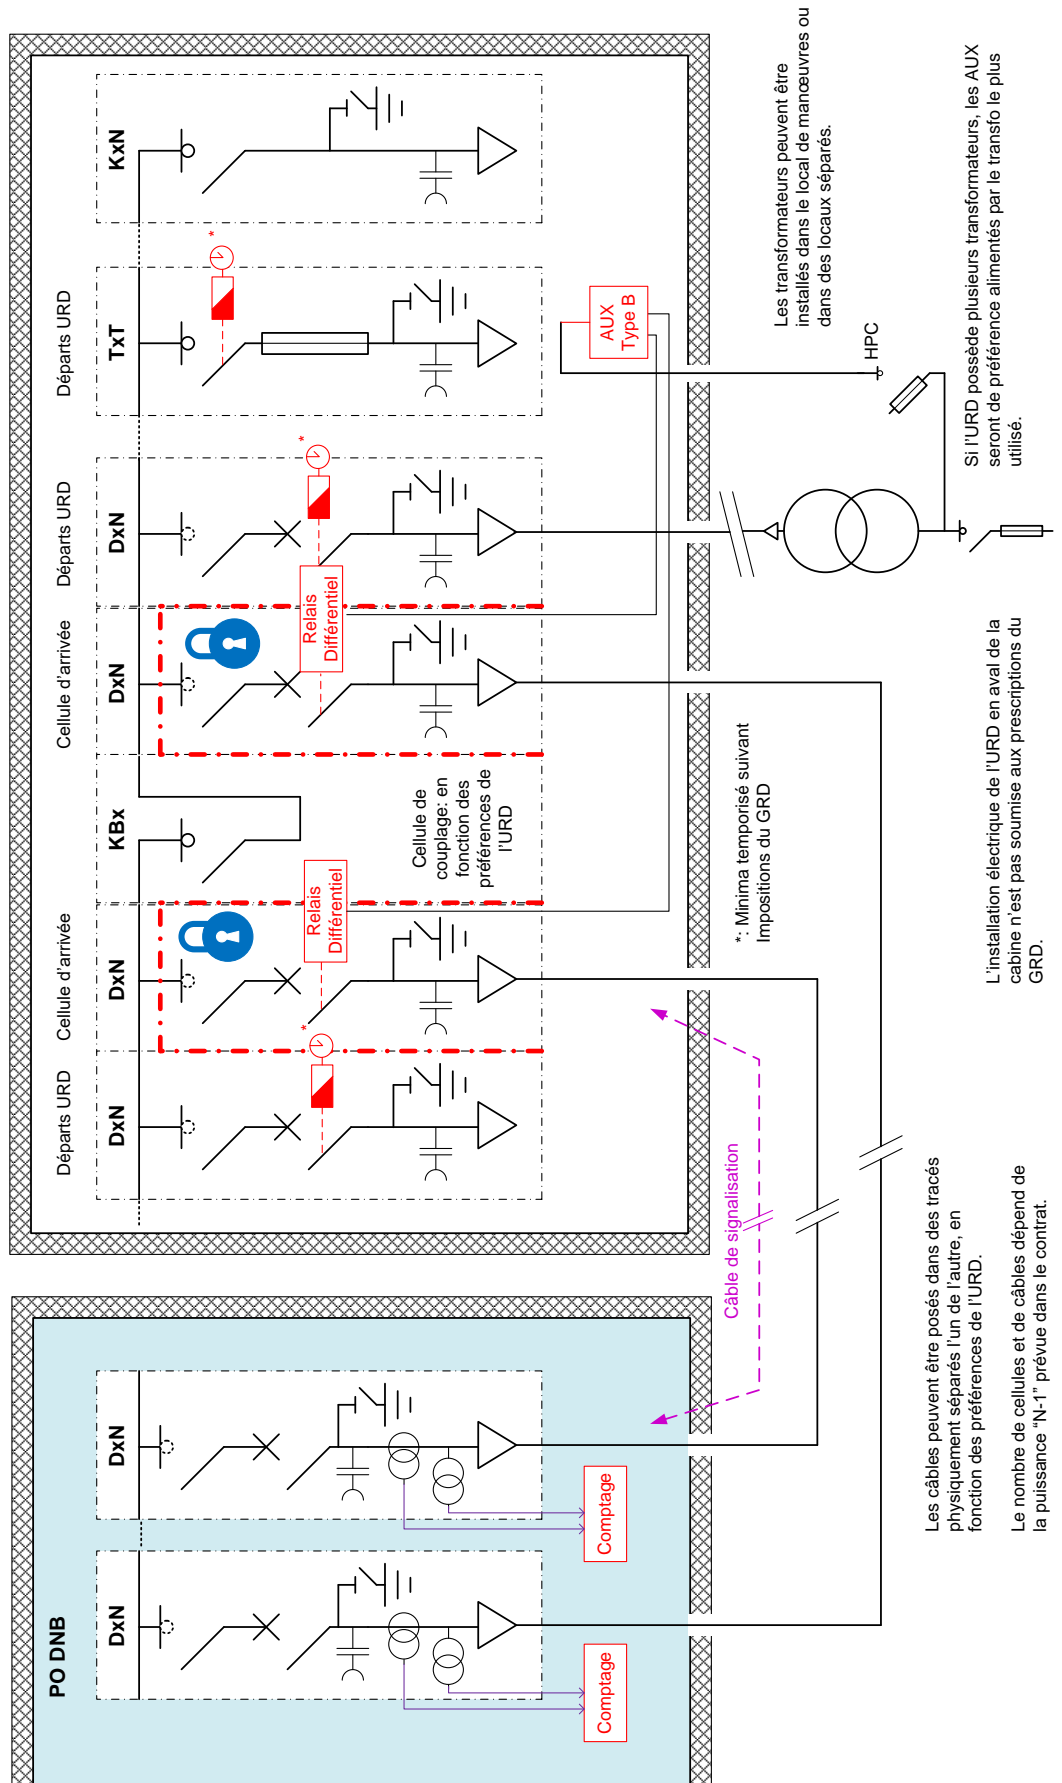 PO DNB
DxN
DxN
Comptage
Comptage
Départs URD
Cellule d'arrivée
Cellule d'arrivée
Départs URD
Départs URD
DxN
DxN
KBx
DxN
DxN
TxT
KxN
*
*
*
Relais
Différentiel
Relais
Différentiel
Cellule de
couplage: en
fonction des
préférences de
l'URD
AUX
Type B
Câble de signalisation
*: Minima temporisé suivant
Impositions du GRD
Les transformateurs peuvent être
installés dans le local de manœuvres ou
dans des locaux séparés.
HPC
Les câbles peuvent être posés dans des tracés
physiquement séparés l'un de l'autre, en
fonction des préférences de l'URD.
Le nombre de cellules et de câbles dépend de
la puissance "N-1" prévue dans le contrat.
L'installation électrique de l'URD en aval de la
cabine n'est pas soumise aux prescriptions du
GRD.
Si l'URD possède plusieurs transformateurs, les AUX
seront de préférence alimentés par le transfo le plus
utilisé.